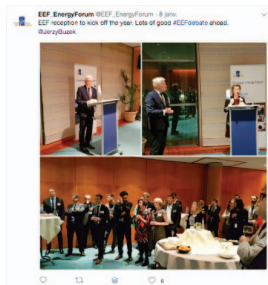 EEF_EnergyForum @EEF_EnergyForum · 8 janv.
EEF reception to kick off the year. Lots of good #EEFdebate ahead.
@JerzyBuzek
6